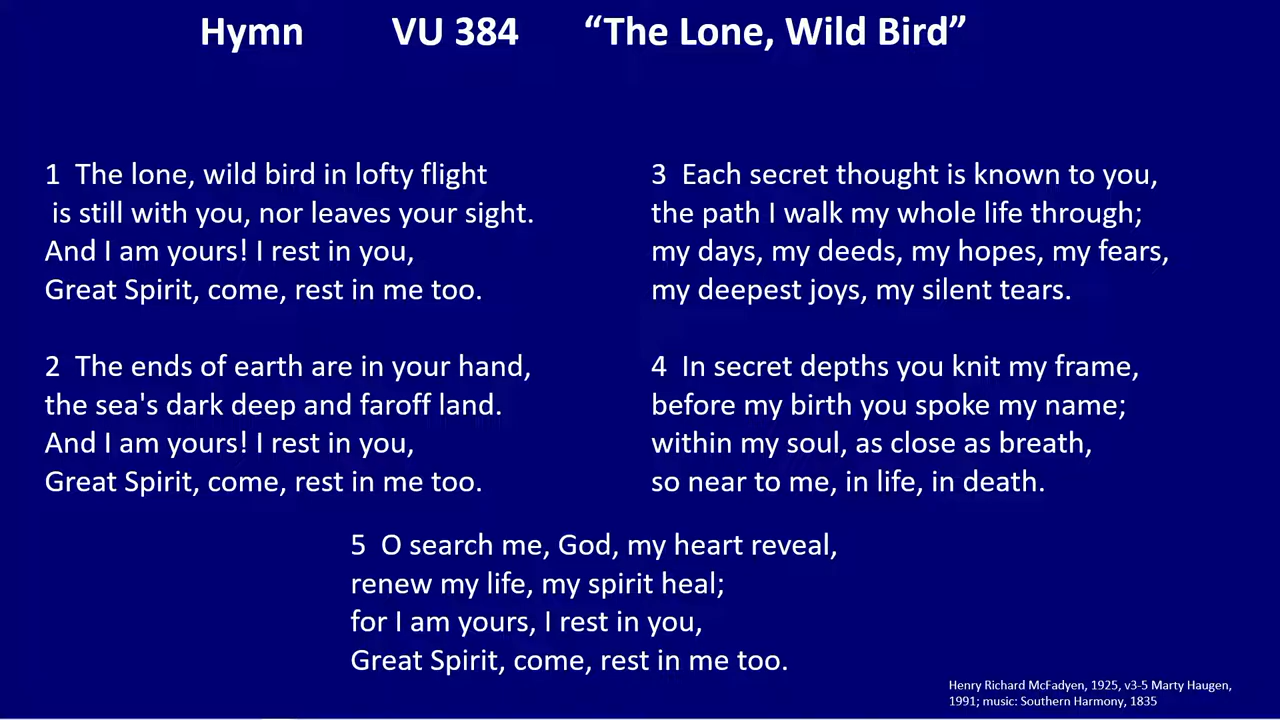 Hymn VU 384 “The Lone, Wild Bird”
1 The lone, wild bird in lofty flight
is still with you, nor leaves your sight.
And I am yours! I rest in you,
Great Spirit, come, rest in me too.
2 The ends of earth are in your hand,
the sea's dark deep and faroff land.
And I am yours! I rest in you,
Great Spirit, come, rest in me too.
3 Each secret thought is known to you,
the path I walk my whole life through;
my days, my deeds, my hopes, my fears,
my deepest joys, my silent tears.
4 In secret depths you knit my frame,
before my birth you spoke my name;
within my soul, as close as breath,
so near to me, in life, in death.
5 O search me, God, my heart reveal,
renew my life, my spirit heal;
for I am yours, I rest in you,
Great Spirit, come, rest in me too.
Henry Richard McFadyen, 1925, v3-5 Marty Haugen,
1991; music: Southern Harmony, 1835